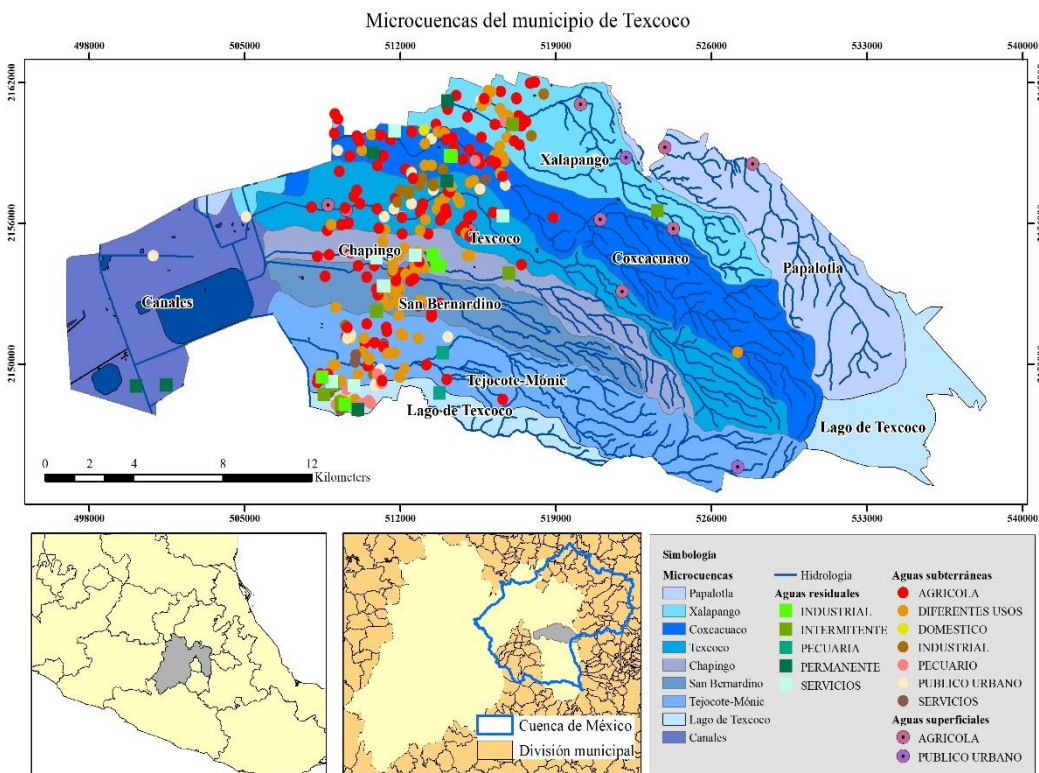 Microcuencas del municipio de Texcoco
498000 505000 512000 519000 526000 533000 540000
2162000
2156000
2150000
Xalapango
Texcoco
Chapingo
Coxcacuaco
Papalotla
Canales
San Bernardino
Tejocote-Mónic
Lago de Texcoco
Lago de Texcoco
0 2 4 8 12
Kilometers
498000 505000 512000 519000 526000 533000 540000
Cuenca de México
División municipal
Simbología
Microcuencas
Papalotla
Xalapango
Coxcacuaco
Texcoco
Chapingo
San Bernardino
Tejocote-Mónic
Lago de Texcoco
Canales
Hidrología
Aguas residuales
INDUSTRIAL
INTERMITENTE
PECUARIA
PERMANENTE
SERVICIOS
Aguas subterráneas
AGRICOLA
DIFERENTES USOS
DOMESTICO
INDUSTRIAL
PECUARIO
PUBLICO URBANO
SERVICIOS
Aguas superficiales
AGRICOLA
PUBLICO URBANO